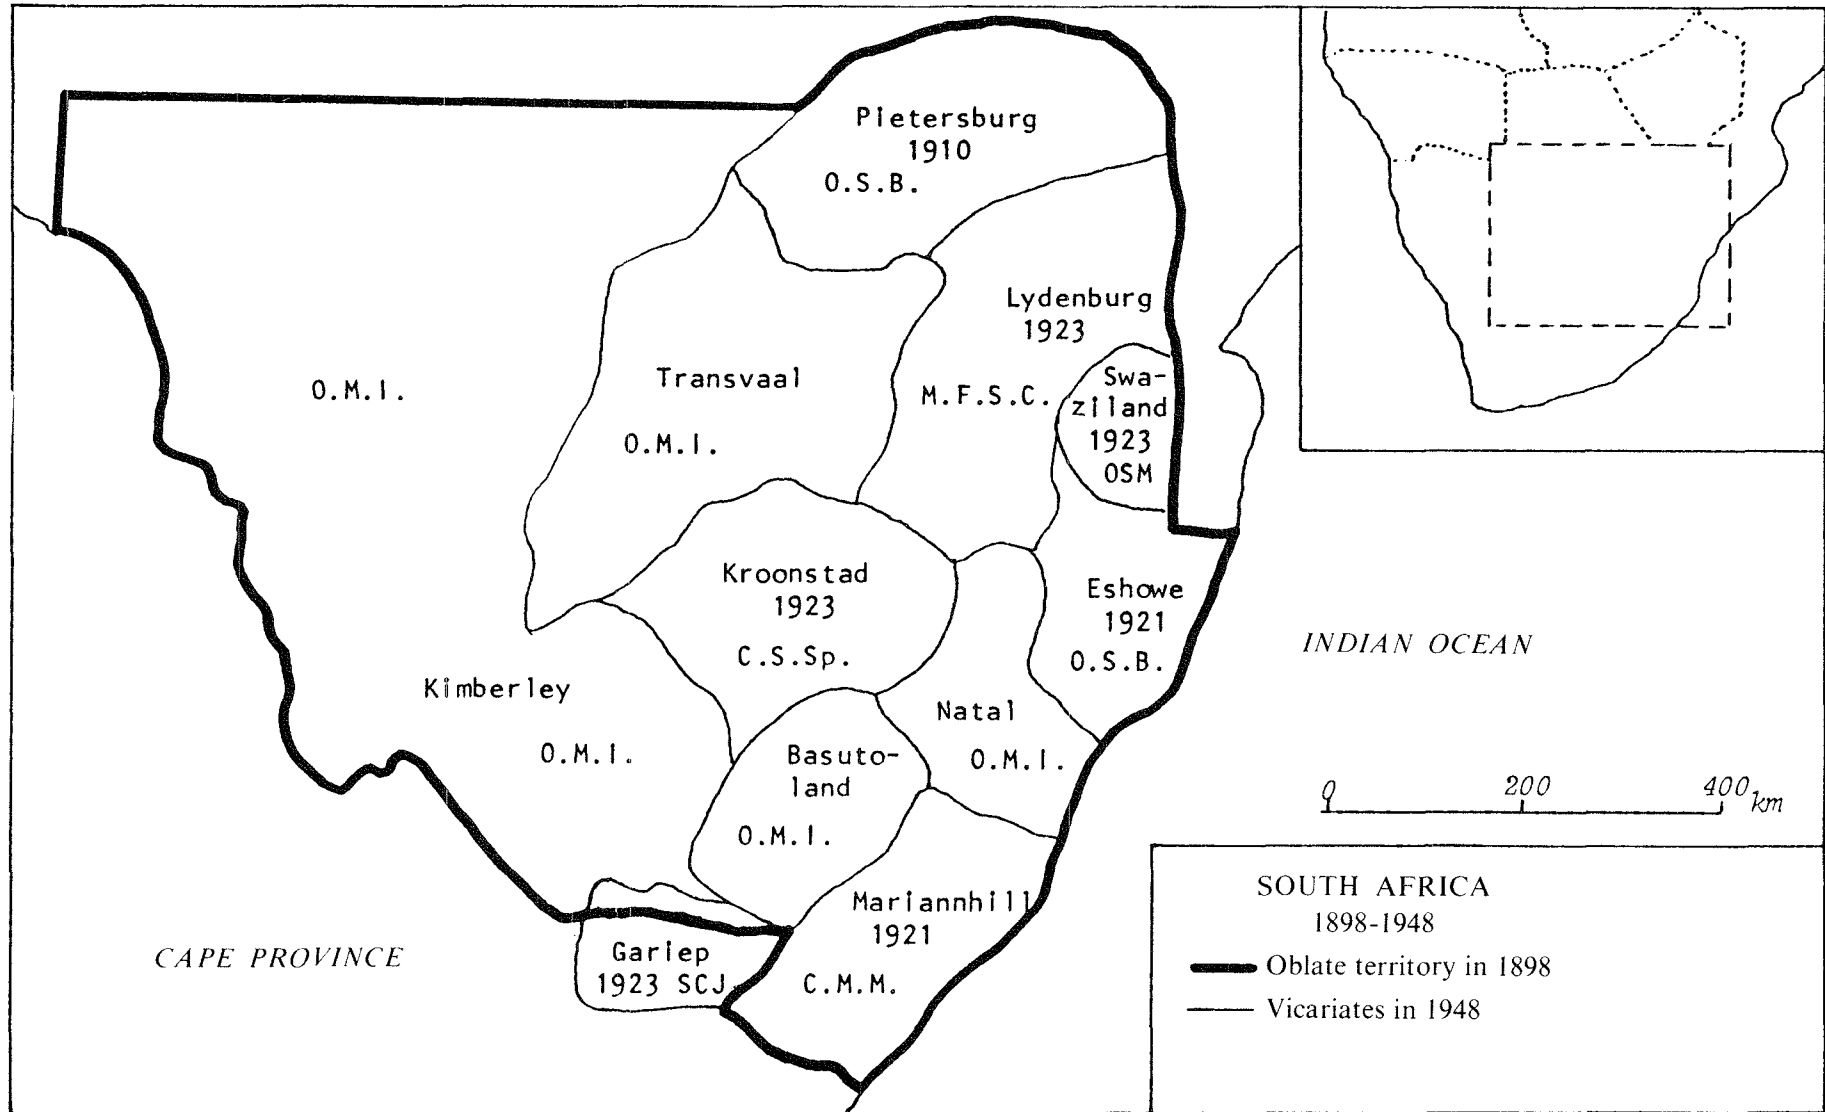 Pietersburg
1910
O.S.B.
Lydenburg
1923
M.F.S.C.
Swa-
ziland
1923
OSM
O.M.I.
Transvaal
O.M.I.
Kroonstad
1923
C.S.Sp.
Eshowe
1921
O.S.B.
INDIAN OCEAN
Kimberley
O.M.I.
Natal
O.M.I.
Basuto-
land
O.M.I.
0 200 400 km
Mariannhill
1921
C.M.M.
Gariep
1923 SCJ
CAPE PROVINCE
SOUTH AFRICA
1898-1948
Oblate territory in 1898
Vicariates in 1948